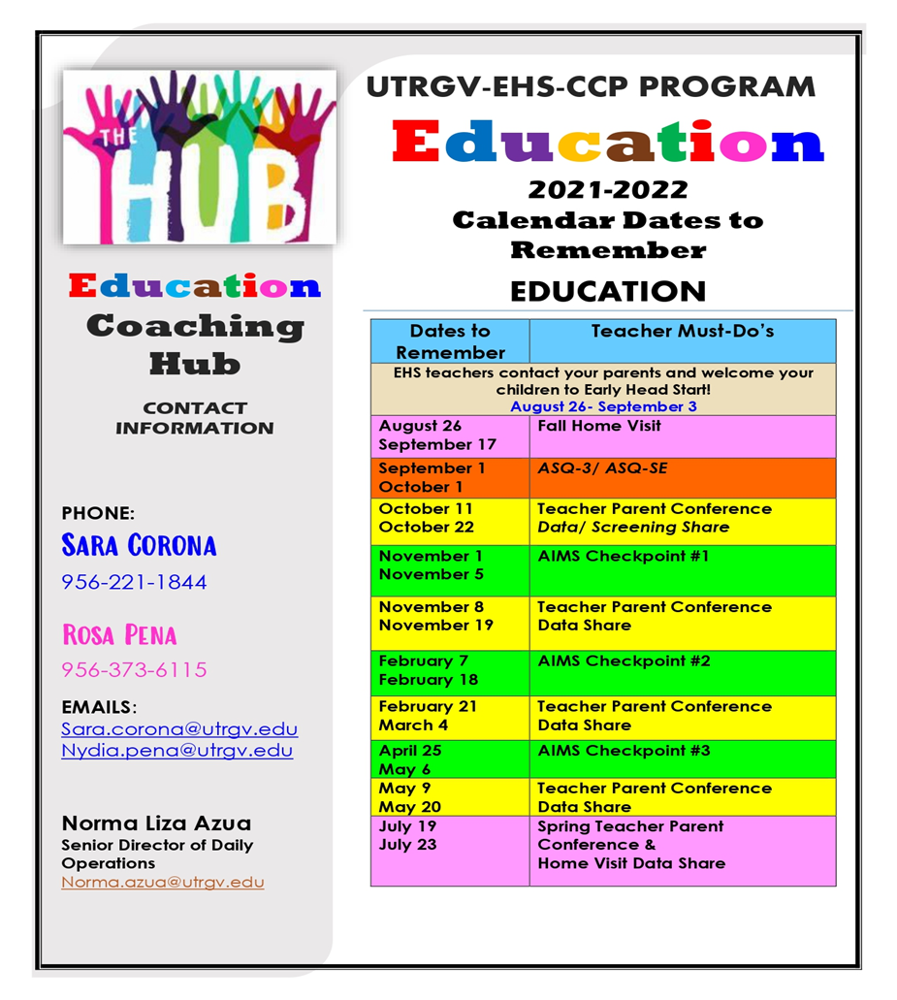 THE
HUB
Education
Coaching
Hub
CONTACT
INFORMATION
PHONE:
SARA CORONA
956-221-1844
ROSA PENA
956-373-6115
EMAILS:
Sara.corona@utrgv.edu
Nydia.pena@utrgv.edu
Norma Liza Azua
Senior Director of Daily
Operations
Norma.azua@utrgv.edu
UTRGV-EHS-CCP PROGRAM
Education
2021-2022
Calendar Dates to
Remember
EDUCATION
Dates to
Remember
Teacher Must-Do’s
EHS teachers contact your parents and welcome your
children to Early Head Start!
August 26- September 3
August 26
September 17
Fall Home Visit
September 1
October 1
ASQ-3/ ASQ-SE
October 11
October 22
Teacher Parent Conference
Data/ Screening Share
November 1
November 5
AIMS Checkpoint #1
November 8
November 19
Teacher Parent Conference
Data Share
February 7
February 18
AIMS Checkpoint #2
February 21
March 4
Teacher Parent Conference
Data Share
April 25
May 6
AIMS Checkpoint #3
May 9
May 20
Teacher Parent Conference
Data Share
July 19
July 23
Spring Teacher Parent
Conference &
Home Visit Data Share